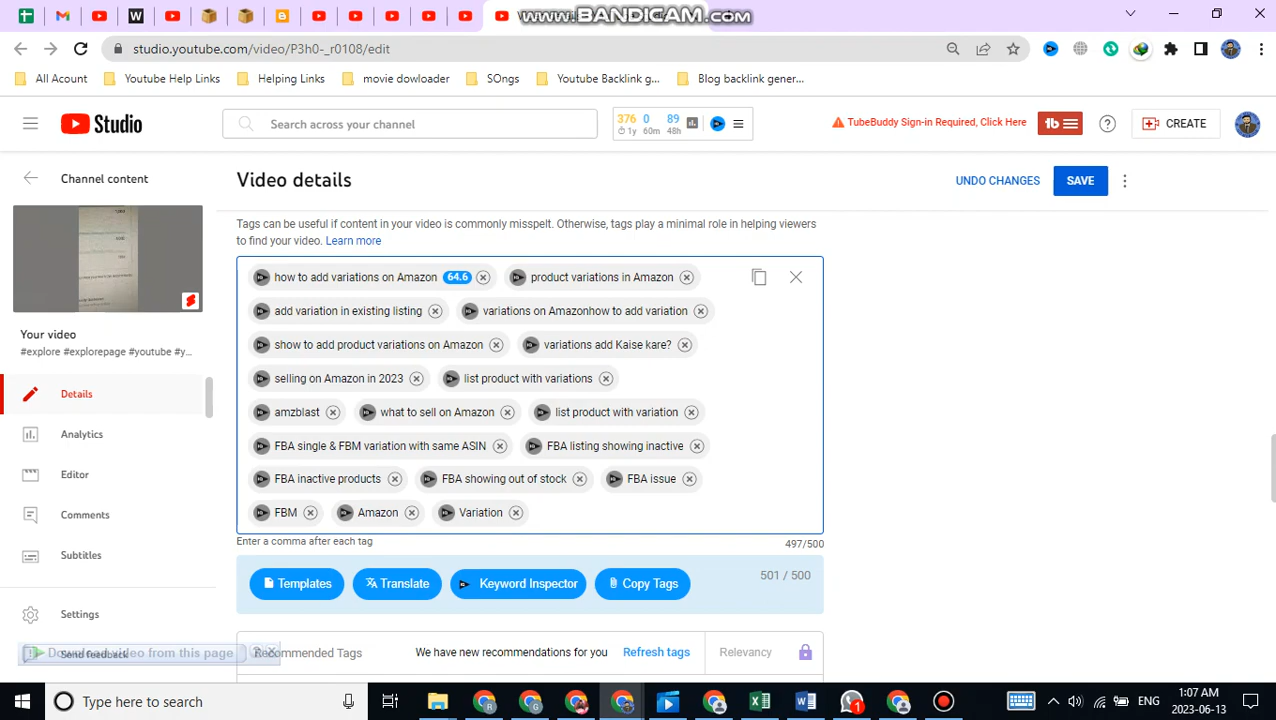 www.BANDICAM.com
studio.youtube.com/video/P3h0-_r0108/edit
All Acount
Youtube Help Links
Helping Links
movie dowloader
SOngs
Youtube Backlink g...
Blog backlink gener...
Studio
Search across your channel
376 0 89
1y 60m 48h
TubeBuddy Sign-in Required, Click Here
CREATE
Channel content
Video details
UNDO CHANGES
SAVE
Tags can be useful if content in your video is commonly misspelt. Otherwise, tags play a minimal role in helping viewers
to find your video. Learn more
how to add variations on Amazon 64.6 product variations in Amazon
add variation in existing listing variations on Amazonhow to add variation
show to add product variations on Amazon variations add Kaise kare?
selling on Amazon in 2023 list product with variations
amzblast what to sell on Amazon list product with variation
FBA single & FBM variation with same ASIN FBA listing showing inactive
FBA inactive products FBA showing out of stock FBA issue
FBM Amazon Variation
Enter a comma after each tag
497/500
Templates Translate Keyword Inspector Copy Tags
501 / 500
Recommended Tags We have new recommendations for you Refresh tags Relevancy
Your video
#explore #explorepage #youtube #y...
Details
Analytics
Editor
Comments
Subtitles
Settings
Send feedback
Download video from this page
Type here to search
1
ENG
1:07 AM
2023-06-13